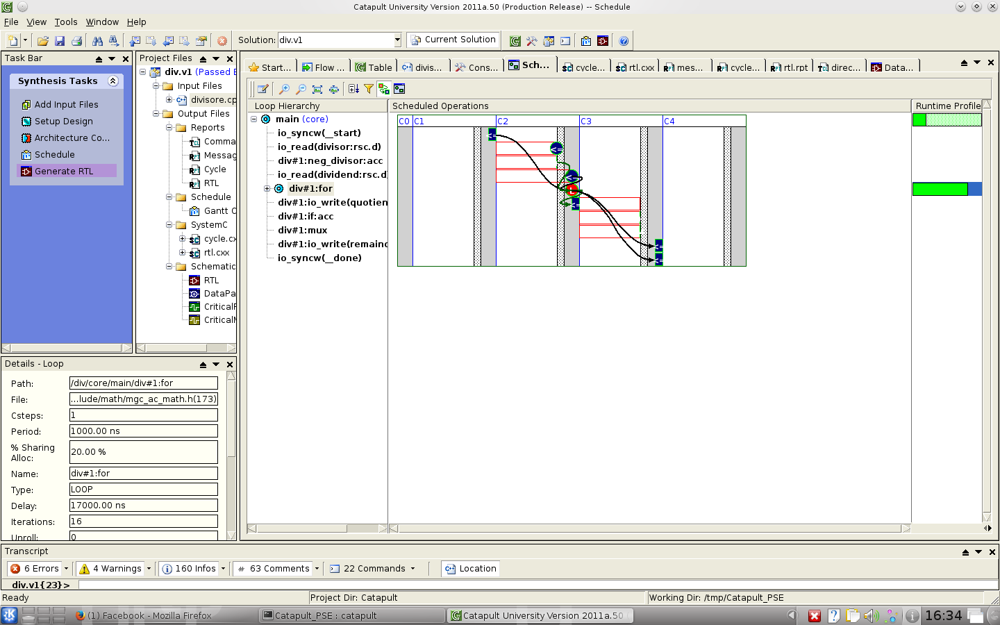 Catapult University Version 2011a.50 (Production Release) -- Schedule
File View Tools Window Help
Solution: div.v1 Current Solution
Task Bar
Synthesis Tasks
Add Input Files
Setup Design
Architecture Co...
Schedule
Generate RTL
Project Files
div.v1 (Passed
Input Files
divisore.cp
Output Files
Reports
Comma
Messag
Cycle
RTL
Schedule
Gantt C
SystemC
cycle.cx
rtl.cxx
Schematic
RTL
DataPa
Critical
Critical
Start... Flow ... Table divis... Cons... Sch... cycle... rtl.cxx mes... cycle... rtl.rpt direc... Data...
Loop Hierarchy
main (core)
io_syncw(__start)
io_read(divisor:rsc.d)
div#1:neg_divisor:acc
io_read(dividend:rsc.d)
div#1:for
div#1:io_write(quotien
div#1:if:acc
div#1:mux
div#1:io_write(remainc
io_syncw(__done)
Scheduled Operations
C0 C1 C2 C3 C4
Runtime Profile
Details - Loop
Path: /div/core/main/div#1:for
File: ...lude/math/mgc_ac_math.h(173)
Csteps: 1
Period: 1000.00 ns
% Sharing Alloc: 20.00 %
Name: div#1:for
Type: LOOP
Delay: 17000.00 ns
Iterations: 16
Unroll: 0
Transcript
6 Errors 4 Warnings 160 Infos # 63 Comments 22 Commands Location
div.v1{23}>
Ready Project Dir: Catapult Working Dir: /tmp/Catapult_PSE
(1) Facebook - Mozilla Firefox Catapult_PSE : catapult Catapult University Version 2011a.50 16:34